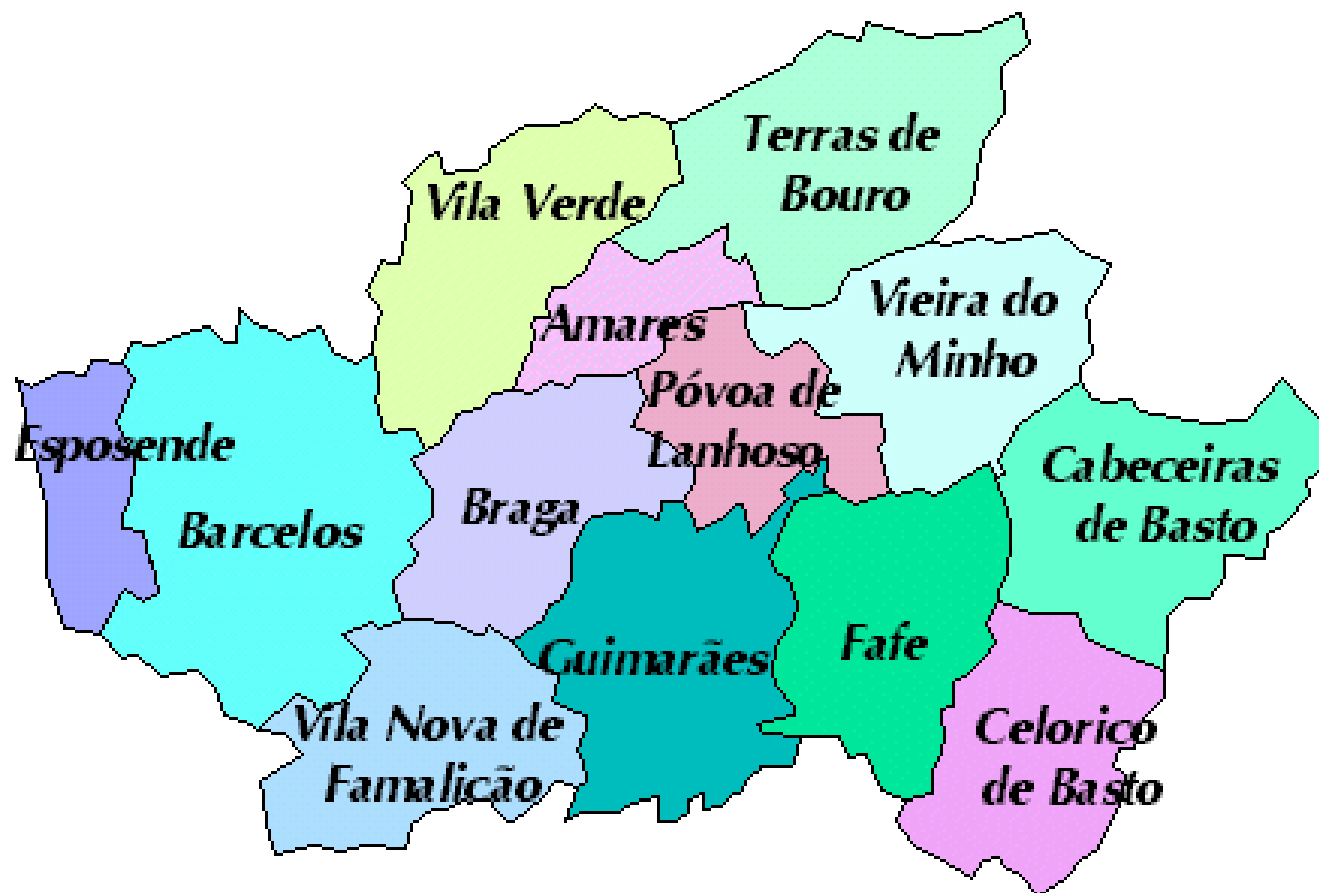 Terras de
Bouro
Vila Verde
Vieira do
Minho
Amares
Póvoa de
Lanhoso
Esposende
Cabeceiras
de Basto
Barcelos
Braga
Guimarães
Fafe
Vila Nova de
Famalicão
Celorico
de Basto